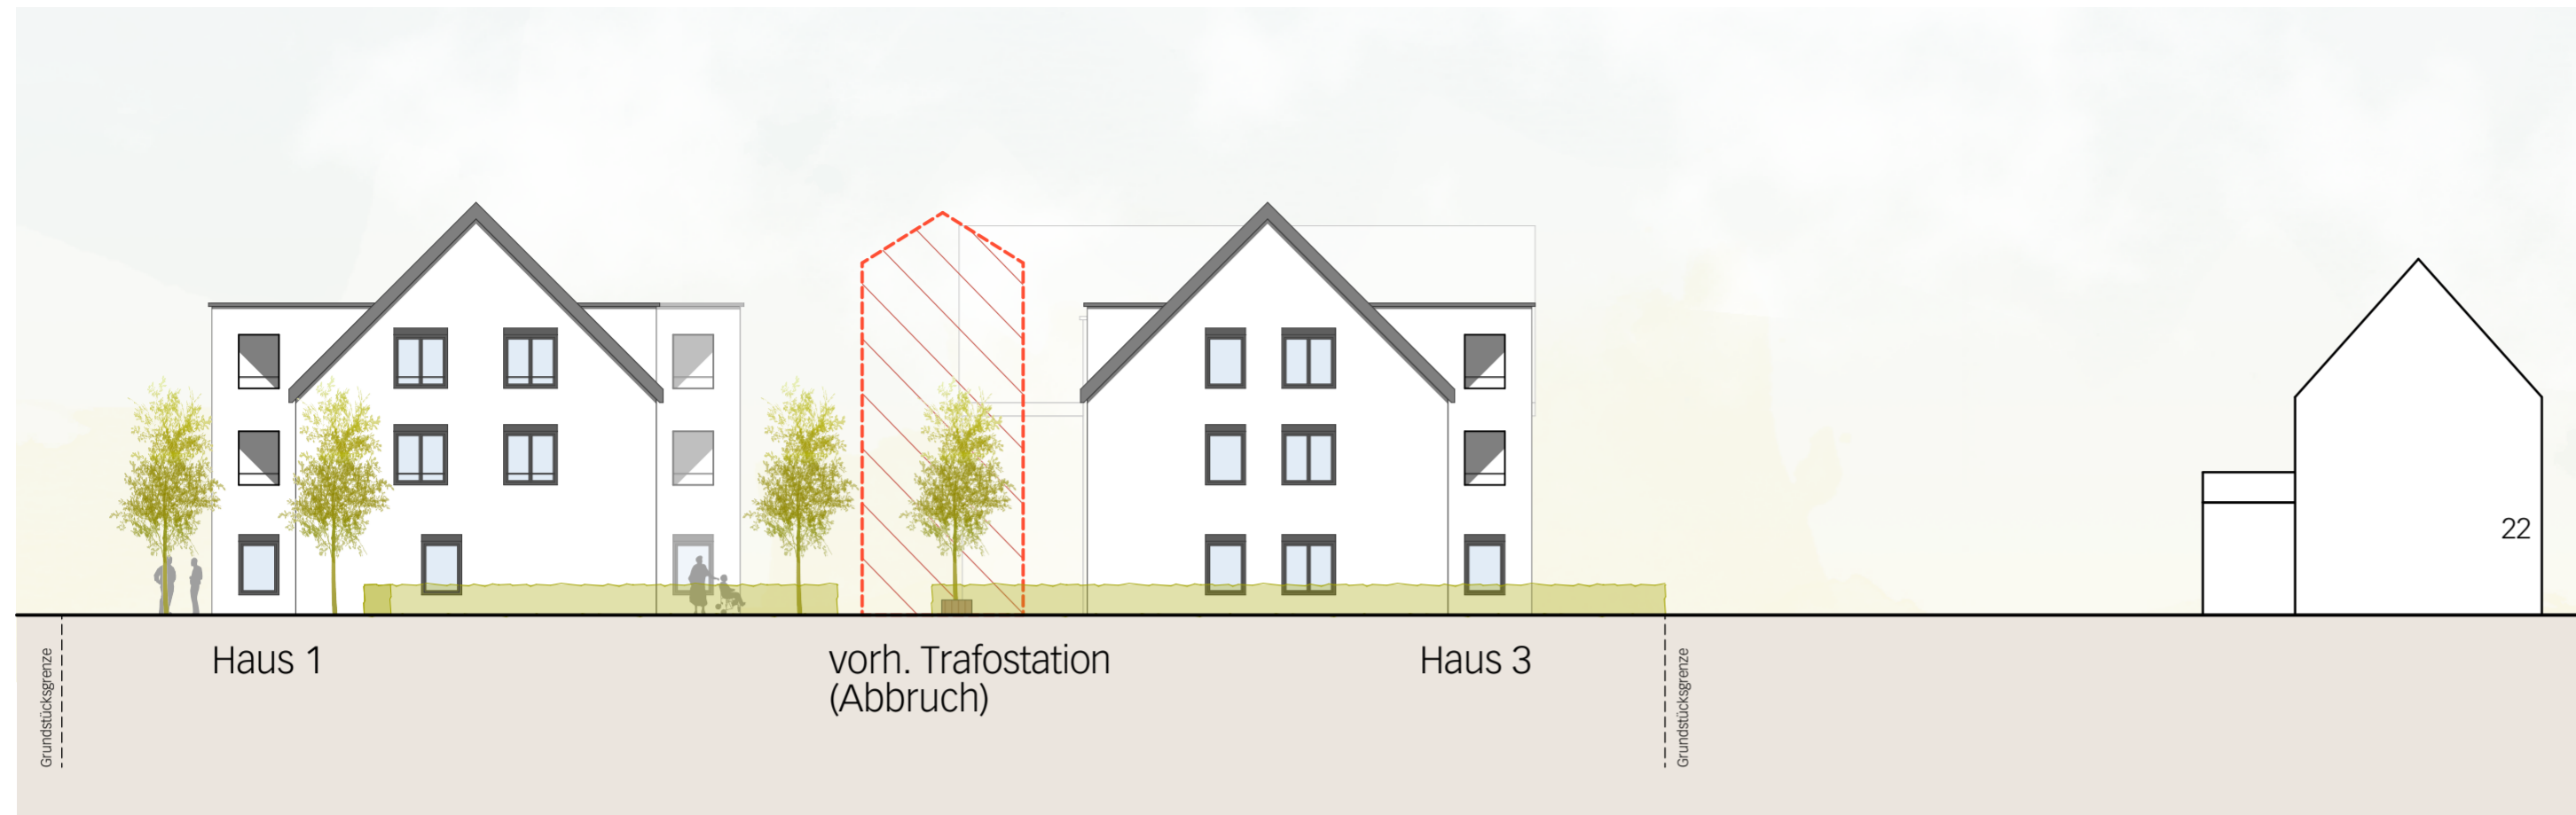 22
Haus 1
vorh. Trafostation
(Abbruch)
Haus 3
Grundstücksgrenze
Grundstücksgrenze